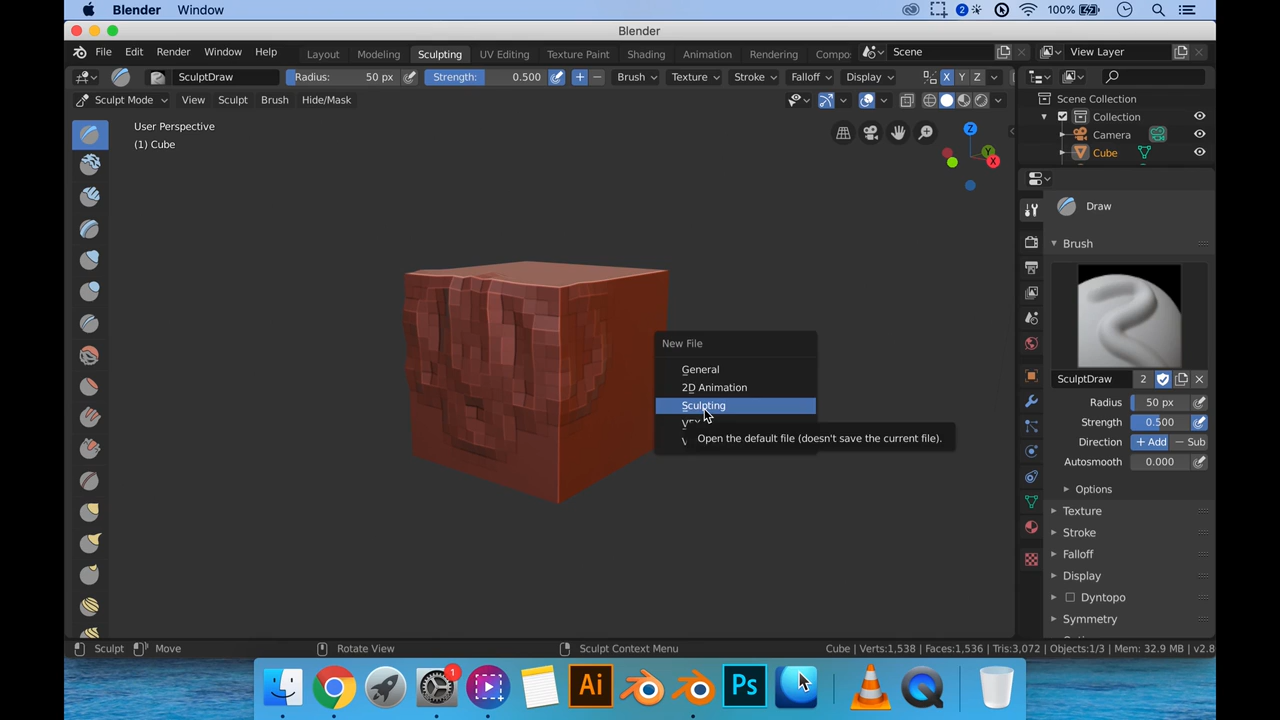 Blender Window 2 100%
Blender
File Edit Render Window Help Layout Modeling Sculpting UV Editing Texture Paint Shading Animation Rendering Compo Scene View Layer
SculptDraw Radius: 50 px Strength: 0.500 Brush Texture Stroke Falloff Display X Y Z
Sculpt Mode View Sculpt Brush Hide/Mask
Scene Collection
Collection
Camera
Cube
User Perspective
(1) Cube
Z
Y
X
Draw
Brush
New File
General
2D Animation
Sculpting
Open the default file (doesn't save the current file).
SculptDraw 2
Radius 50 px
Strength 0.500
Direction + Add − Sub
Autosmooth 0.000
Options
Texture
Stroke
Falloff
Display
Dyntopo
Symmetry
Sculpt Move Rotate View Sculpt Context Menu Cube | Verts:1,538 | Faces:1,536 | Tris:3,072 | Objects:1/3 | Mem: 32.9 MB | v2.8
1
Ai Ps